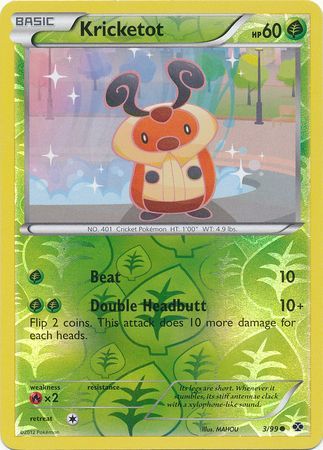 BASIC
Kricketot HP60
NO. 401 Cricket Pokémon HT: 1'00" WT: 4.9 lbs.
Beat 10
Double Headbutt 10+
Flip 2 coins. This attack does 10 more damage for
each heads.
weakness resistance
×2
retreat
Its legs are short. Whenever it
stumbles, its stiff antennae clack
with a xylophone-like sound.
©2012 Pokémon Illus. MAHOU 3/99